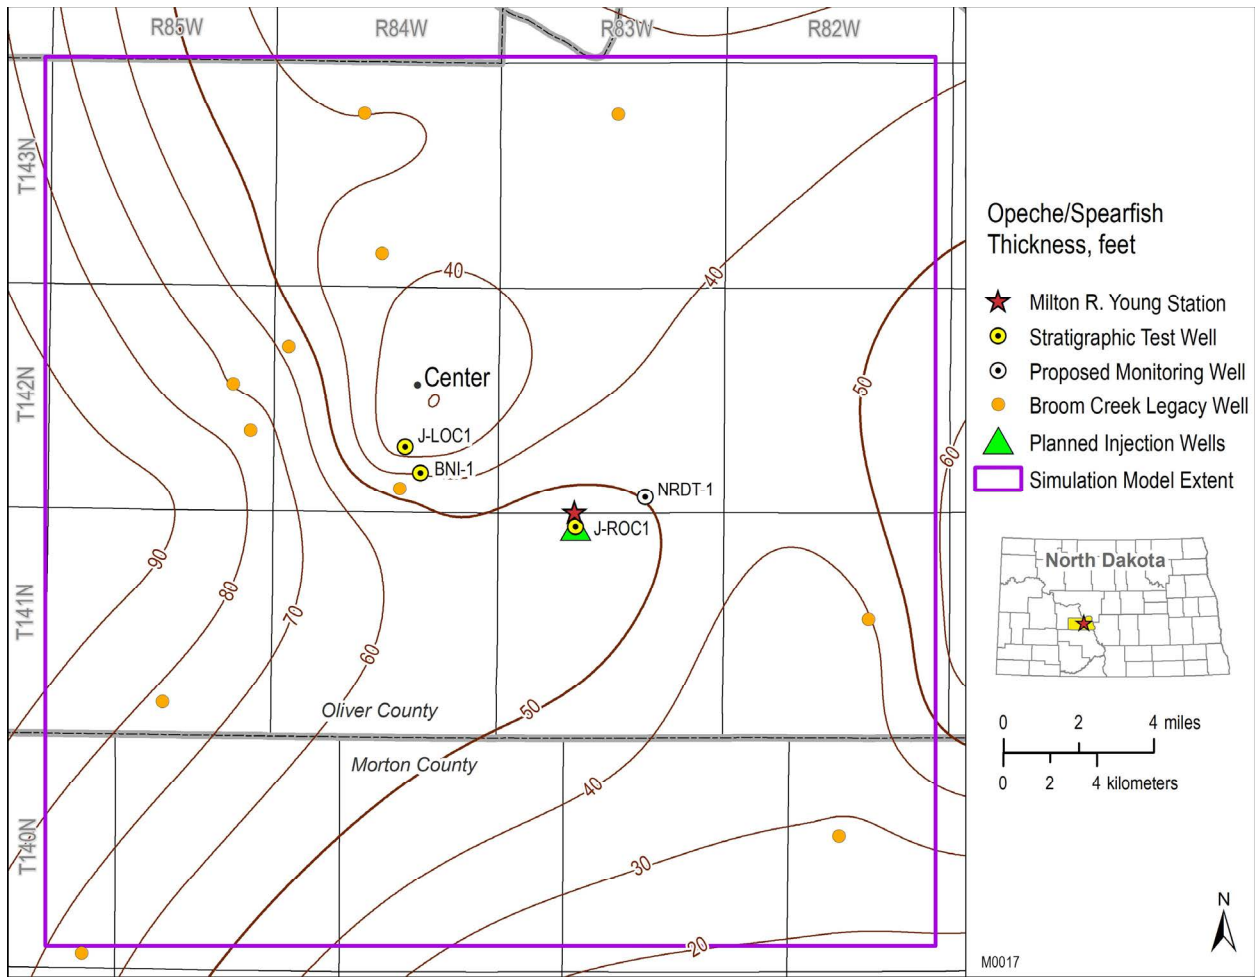 R85W
R84W
R83W
R82W
T143N
T142N
T141N
T140N
40
40
Center
J-LOC1
BNI-1
NRDT-1
J-ROC1
50
60
90
80
70
60
50
Oliver County
Morton County
40
30
20
Opeche/Spearfish
Thickness, feet
Milton R. Young Station
Stratigraphic Test Well
Proposed Monitoring Well
Broom Creek Legacy Well
Planned Injection Wells
Simulation Model Extent
North Dakota
0 2 4 miles
0 2 4 kilometers
N
M0017